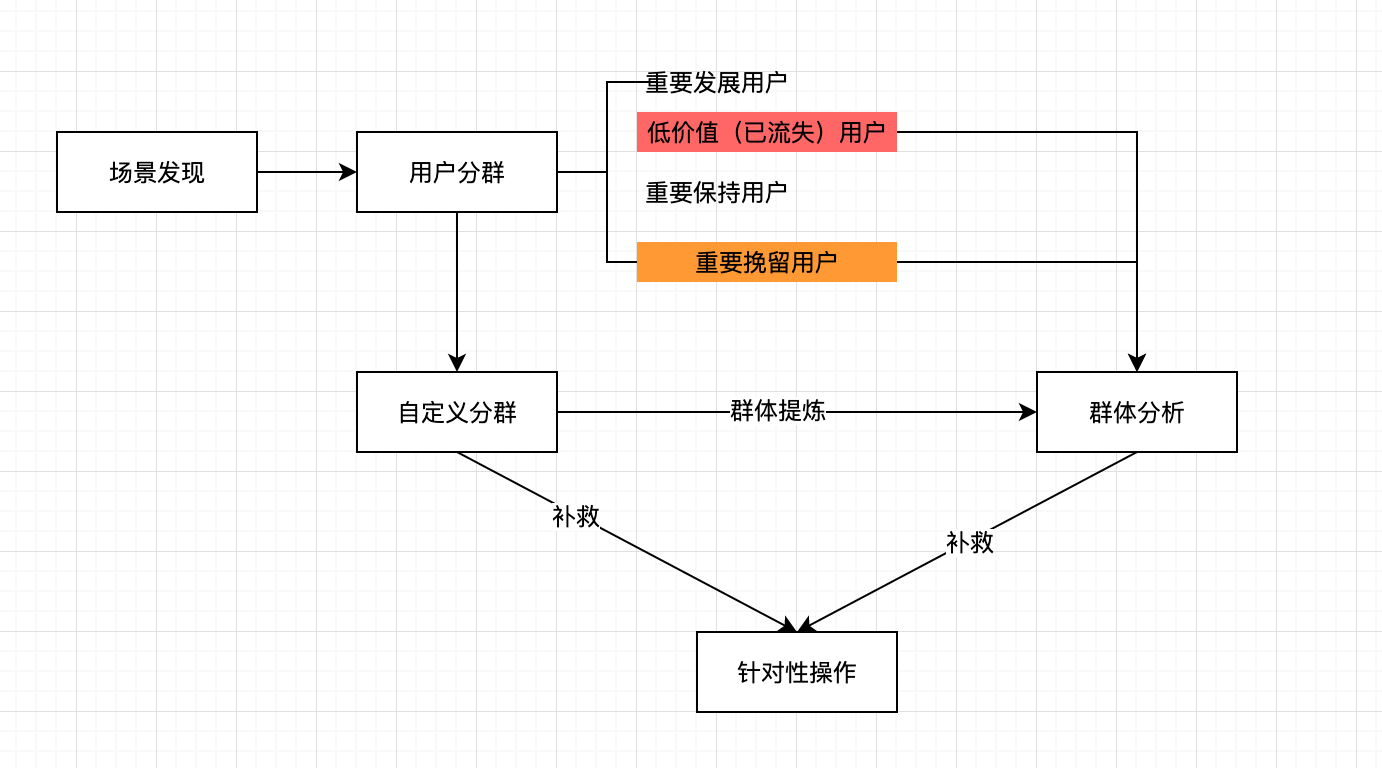 重要发展用户
低价值（已流失）用户
场景发现
用户分群
重要保持用户
重要挽留用户
自定义分群
群体提炼
群体分析
补救
补救
针对性操作